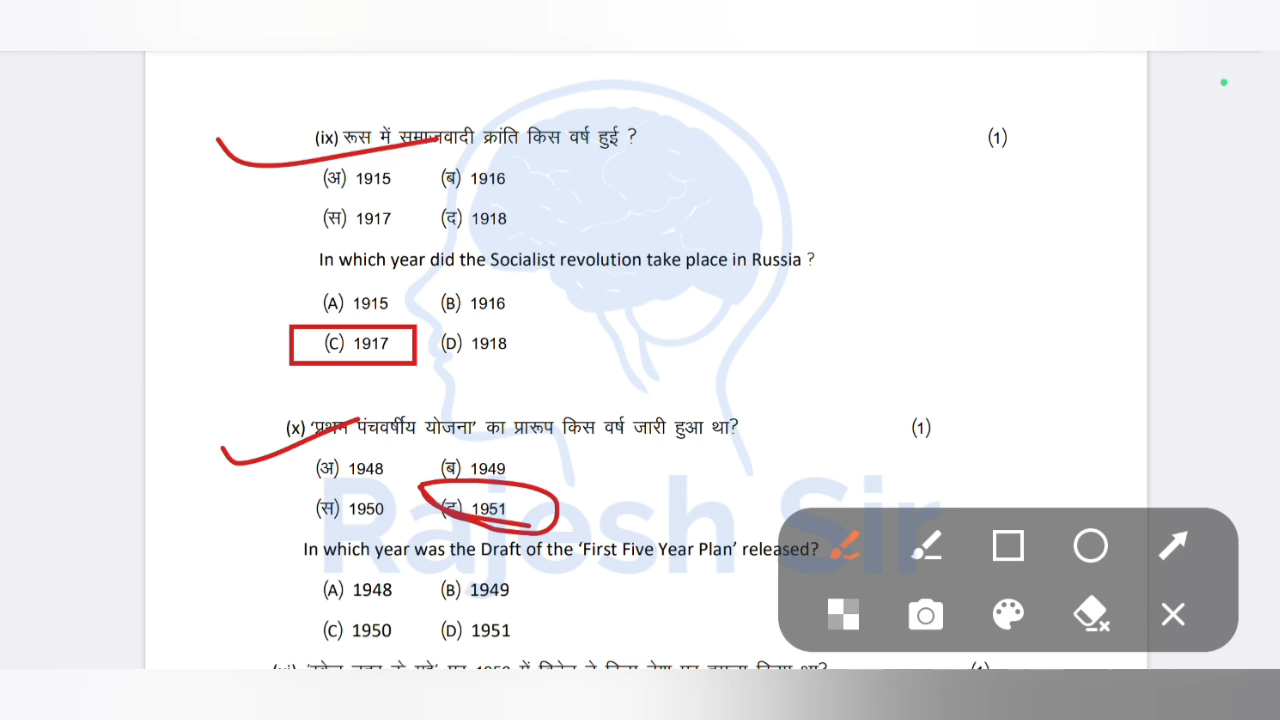 (ix) रूस में समाजवादी क्रांति किस वर्ष हुई ? (1)
(अ) 1915 (ब) 1916
(स) 1917 (द) 1918
In which year did the Socialist revolution take place in Russia ?
(A) 1915 (B) 1916
(C) 1917 (D) 1918
(x) ‘प्रथम पंचवर्षीय योजना’ का प्रारूप किस वर्ष जारी हुआ था? (1)
(अ) 1948 (ब) 1949
(स) 1950 (द) 1951
Rajesh Sir
In which year was the Draft of the ‘First Five Year Plan’ released?
(A) 1948 (B) 1949
(C) 1950 (D) 1951